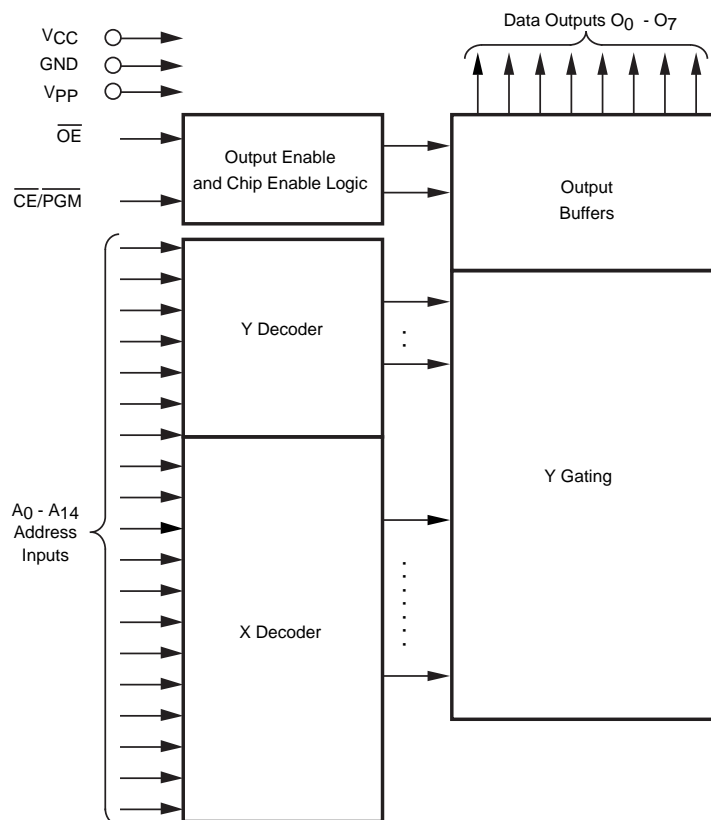 Data Outputs O0 - O7
VCC
GND
VPP
OE
CE/PGM
Output Enable
and Chip Enable Logic
Output
Buffers
Y Decoder
Y Gating
A0 - A14
Address
Inputs
X Decoder